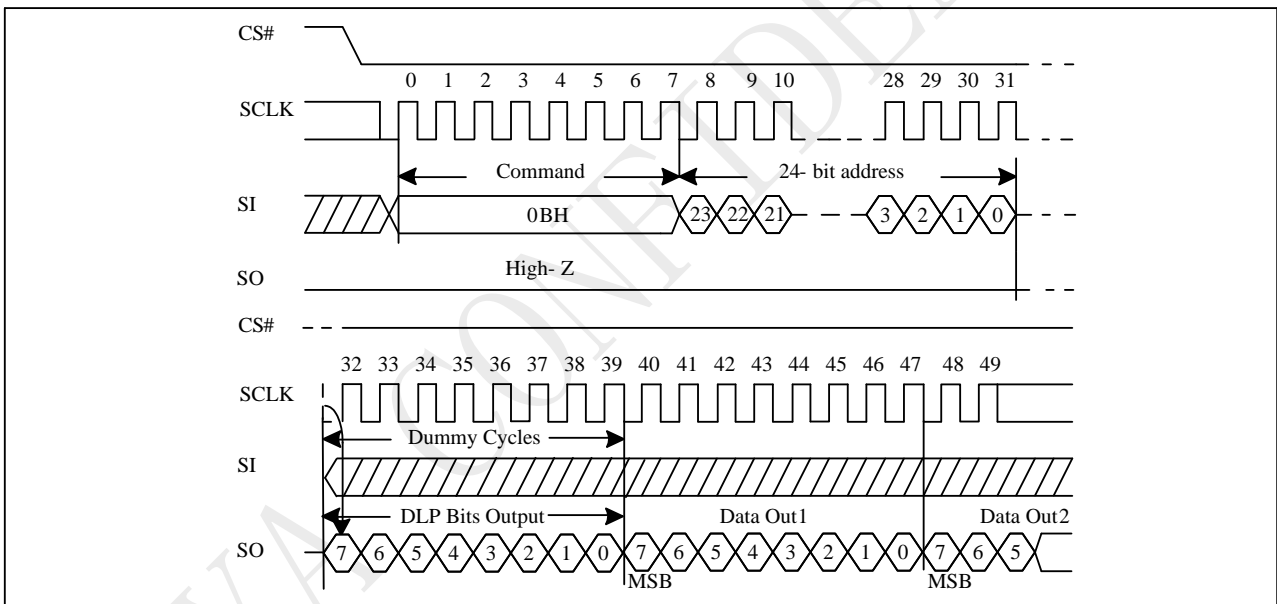 CS#
0 1 2 3 4 5 6 7 8 9 10 28 29 30 31
SCLK
Command 24- bit address
SI
0BH 23 22 21 3 2 1 0
High- Z
SO
CS#
32 33 34 35 36 37 38 39 40 41 42 43 44 45 46 47 48 49
SCLK
Dummy Cycles
SI
DLP Bits Output Data Out1 Data Out2
SO 7 6 5 4 3 2 1 0 7 6 5 4 3 2 1 0 7 6 5
MSB MSB